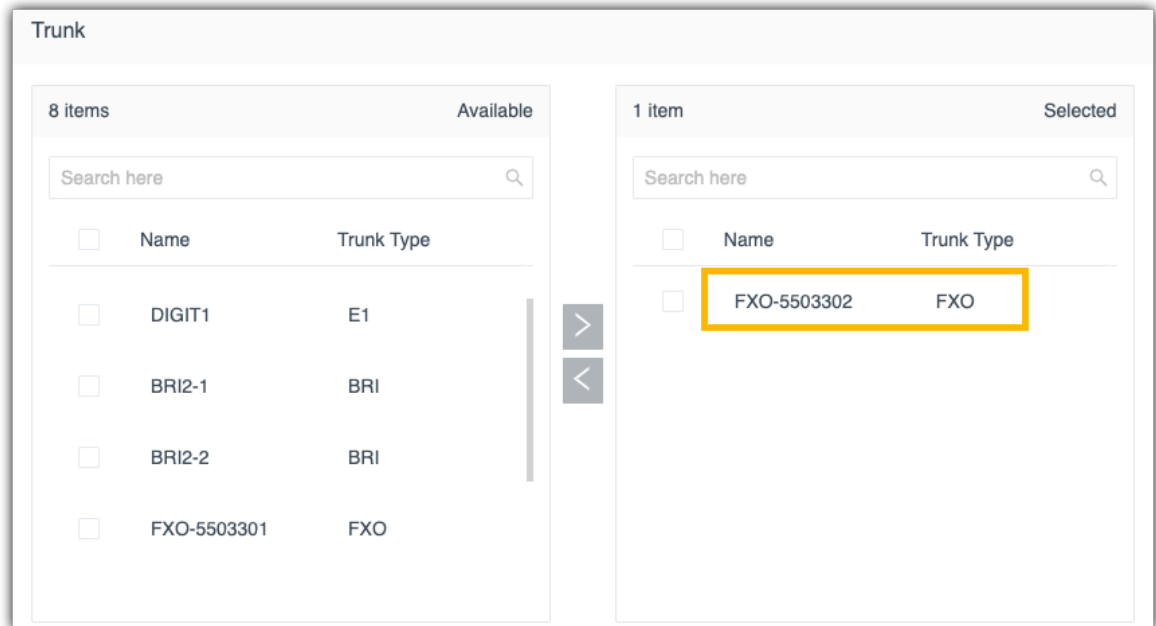 Trunk
8 items Available
Search here
Name Trunk Type
DIGIT1 E1
BRI2-1 BRI
BRI2-2 BRI
FXO-5503301 FXO
1 item Selected
Search here
Name Trunk Type
FXO-5503302 FXO